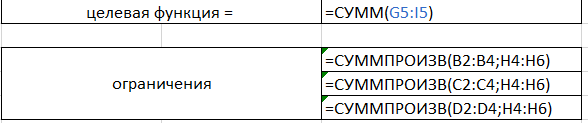 целевая функция = =СУММ(G5:I5)
=СУММПРОИЗВ(B2:B4;H4:H6)
ограничения =СУММПРОИЗВ(C2:C4;H4:H6)
=СУММПРОИЗВ(D2:D4;H4:H6)